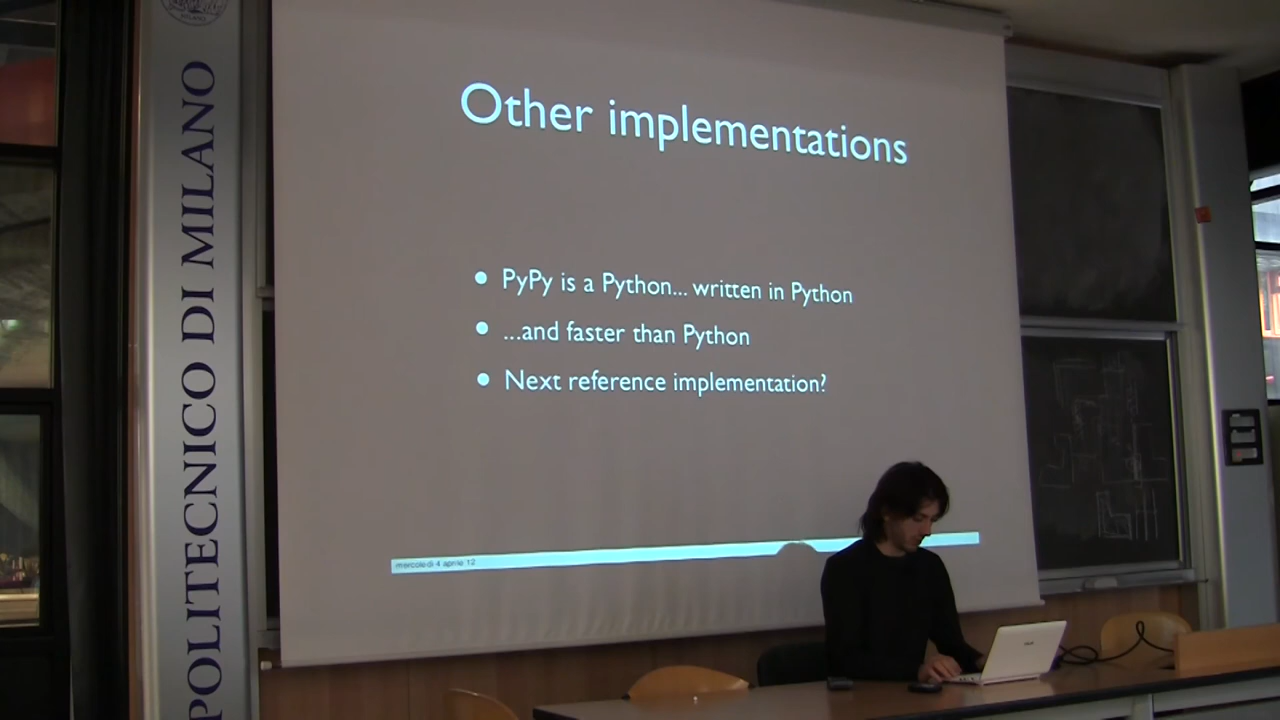 POLITECNICO DI MILANO
Other implementations
PyPy is a Python... written in Python
...and faster than Python
Next reference implementation?
mercoledì 4 aprile 12